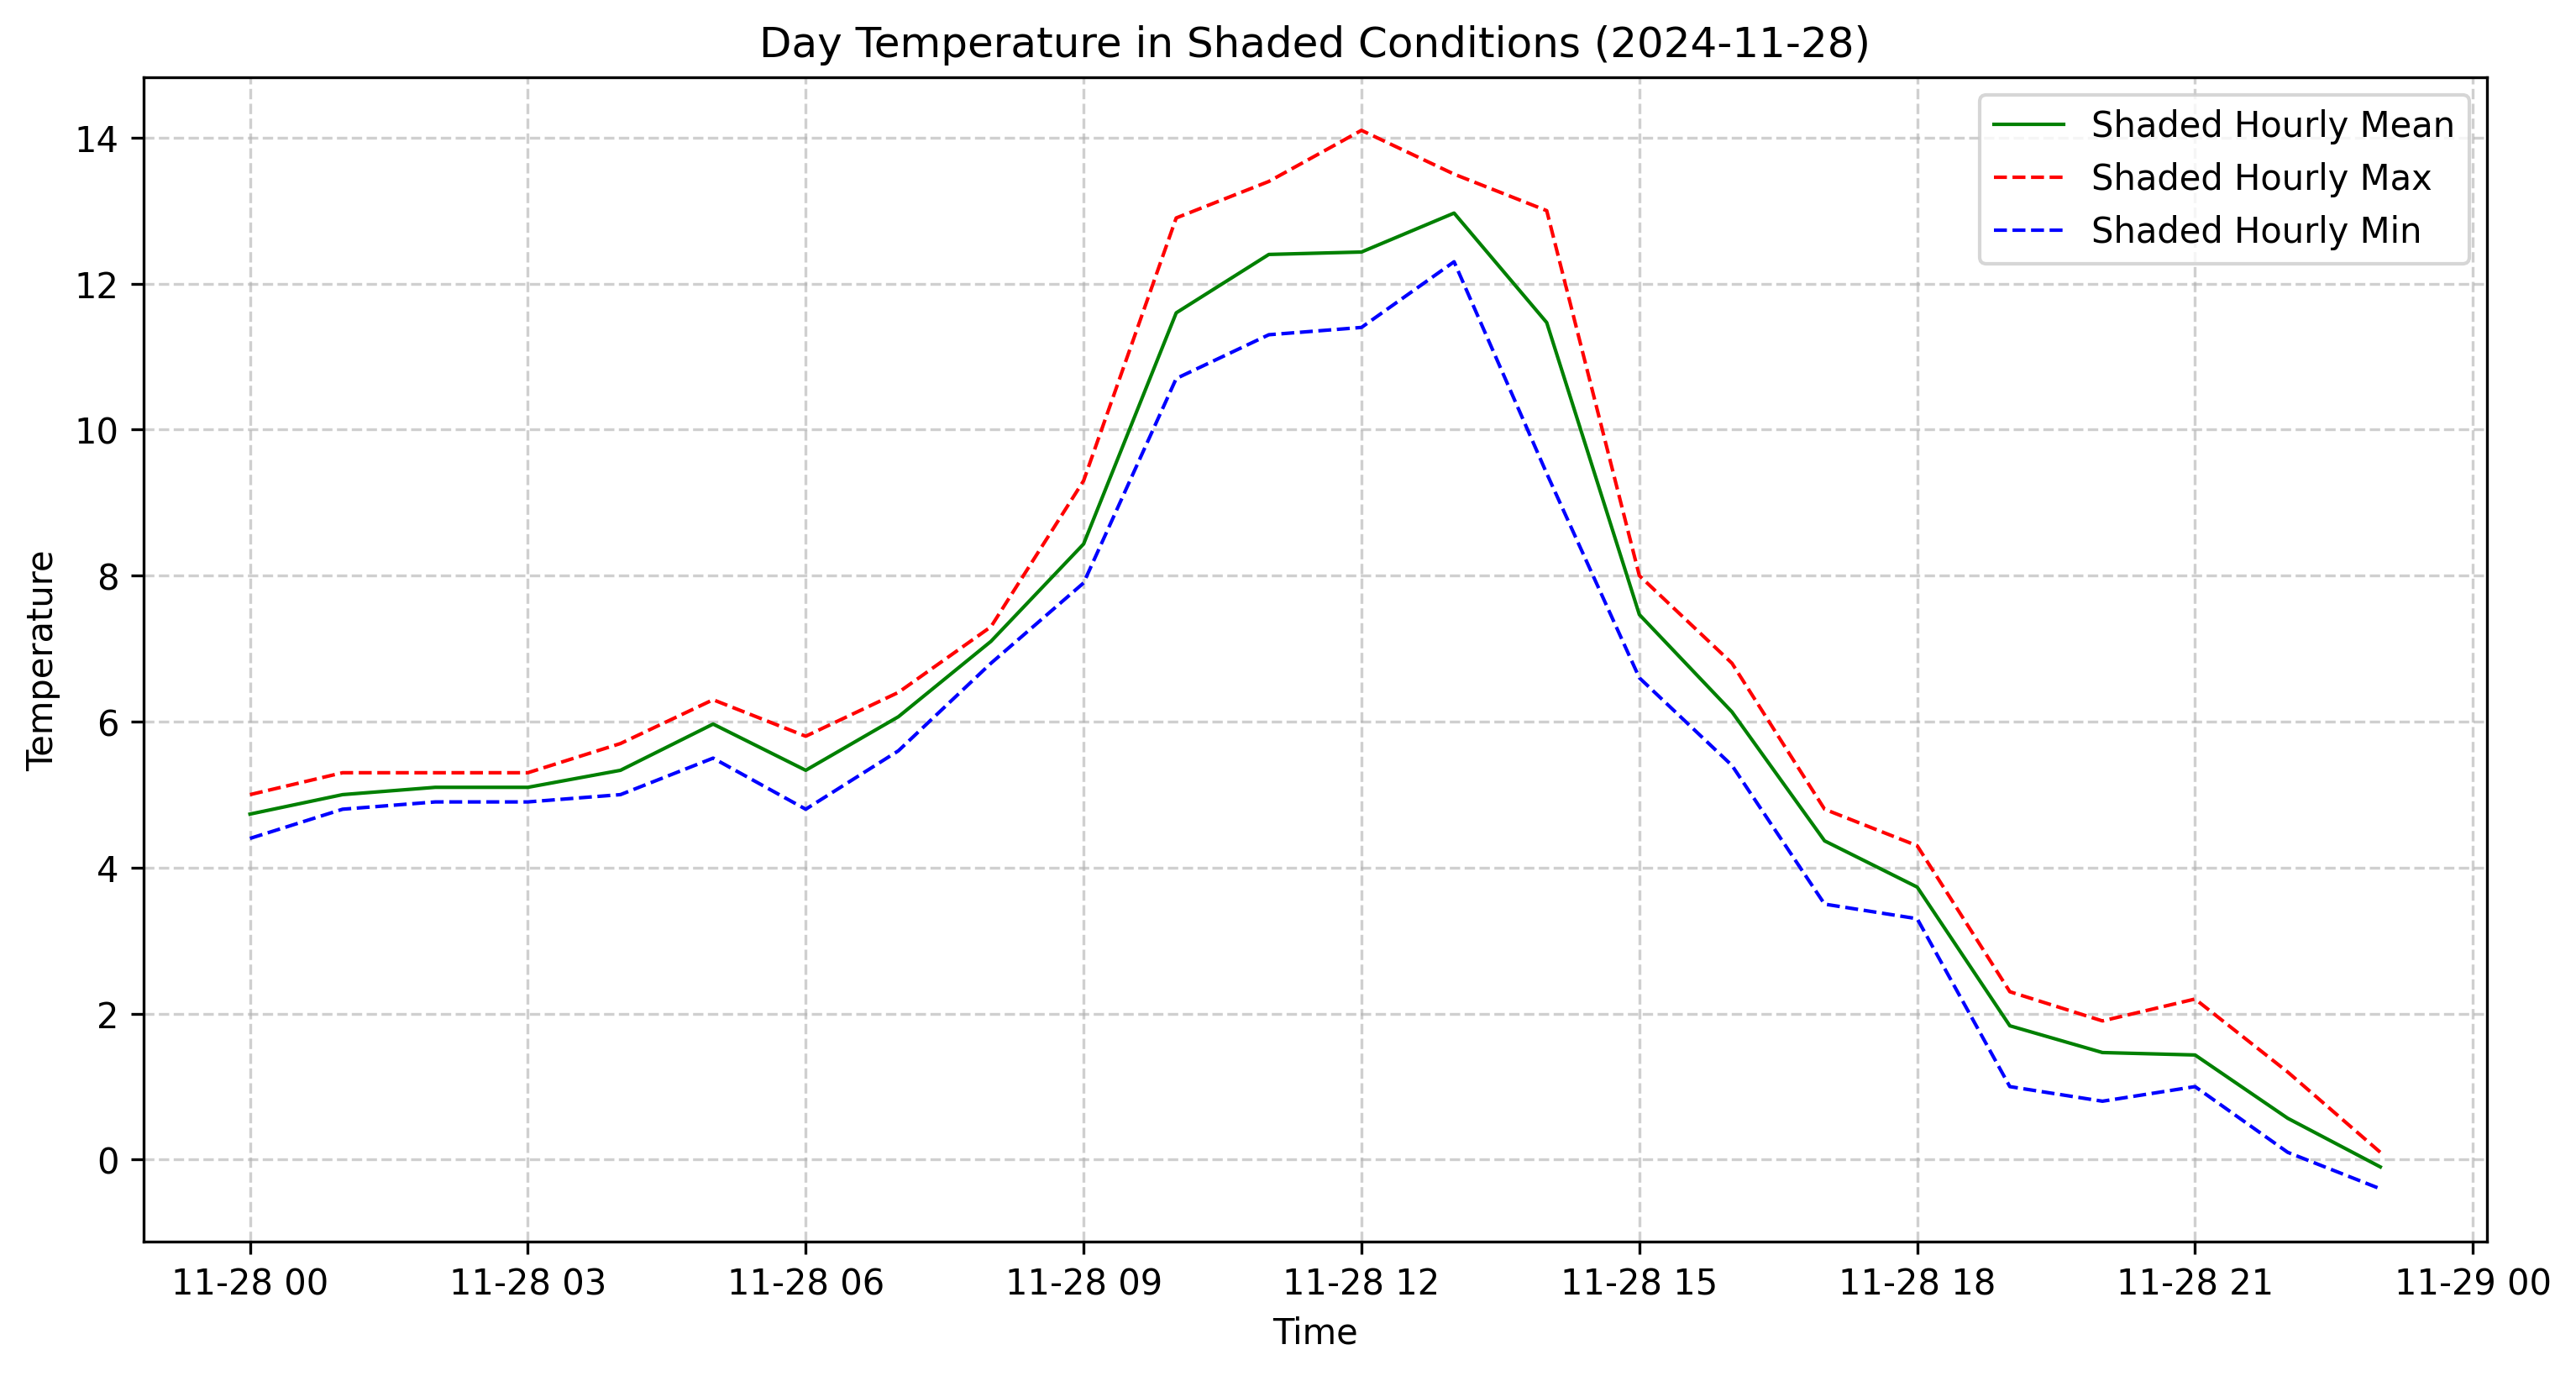 Day Temperature in Shaded Conditions (2024-11-28)
Shaded Hourly Mean
Shaded Hourly Max
Shaded Hourly Min
Temperature
14
12
10
8
6
4
2
0
11-28 00 11-28 03 11-28 06 11-28 09 11-28 12 11-28 15 11-28 18 11-28 21 11-29 00
Time